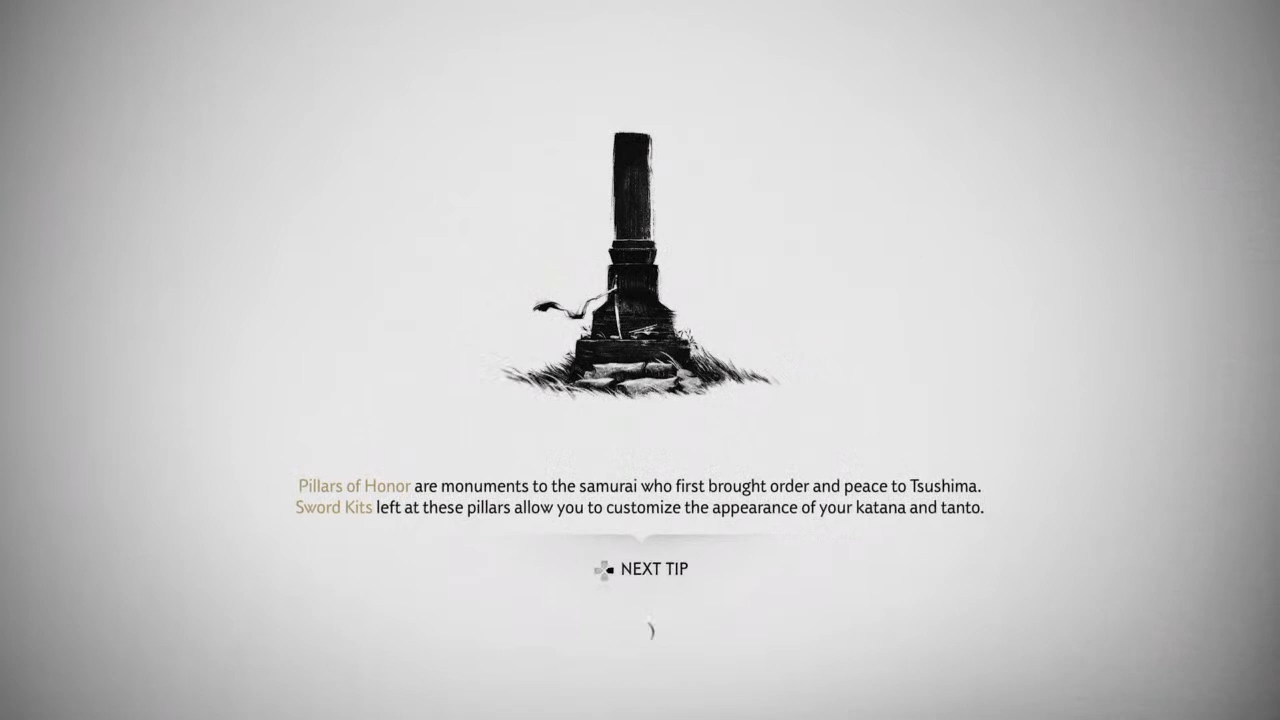 Pillars of Honor are monuments to the samurai who first brought order and peace to Tsushima.
Sword Kits left at these pillars allow you to customize the appearance of your katana and tanto.
NEXT TIP